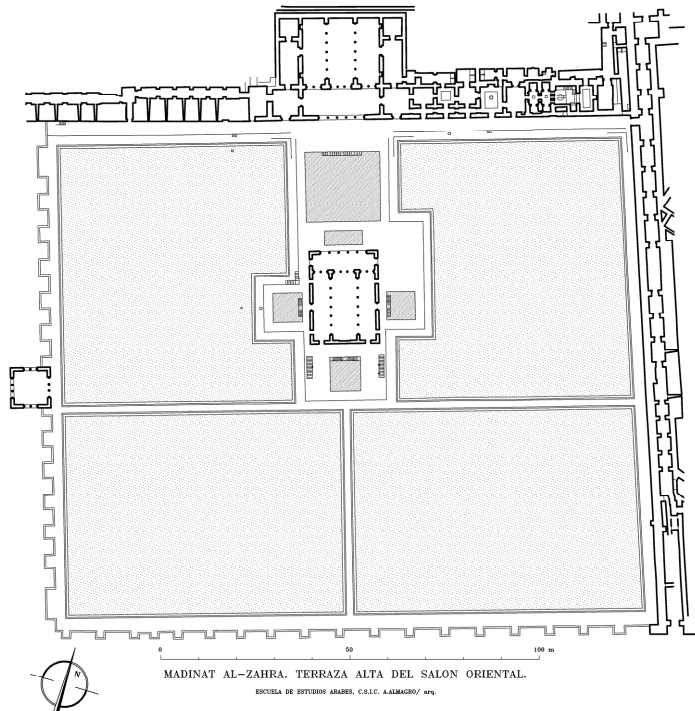 0 50 100 m
N
MADINAT AL-ZAHRA. TERRAZA ALTA DEL SALON ORIENTAL.
ESCUELA DE ESTUDIOS ARABES, C.S.I.C. A.ALMAGRO/ arq.